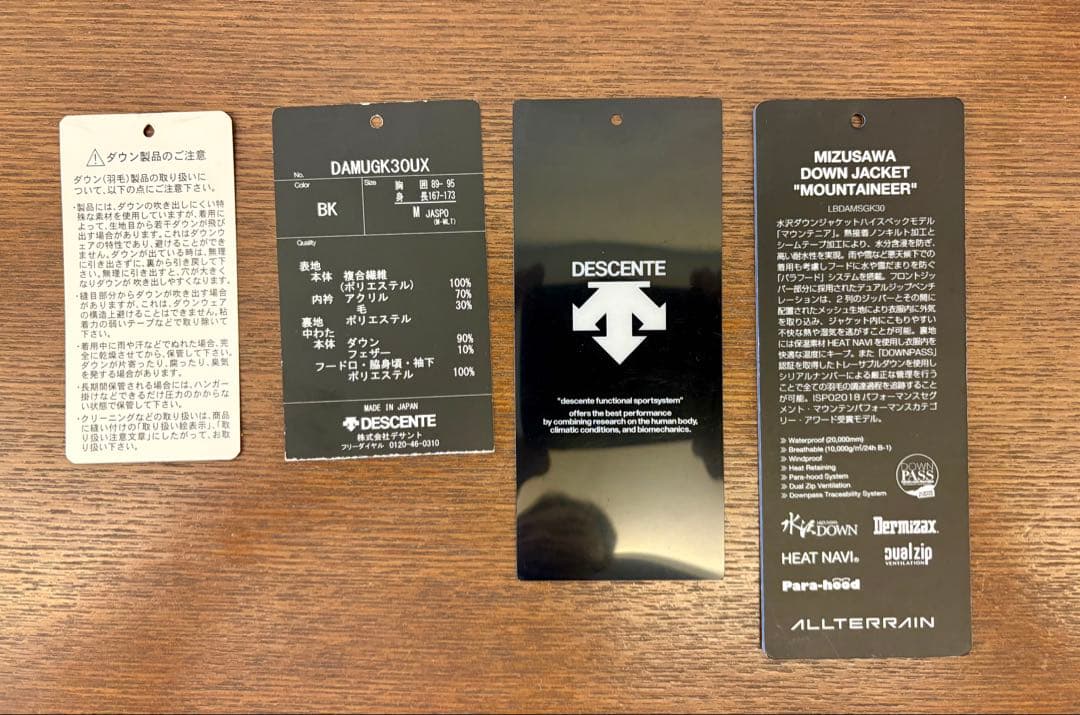 ⚠ダウン製品のご注意
ダウン(羽毛)製品の取り扱いに
ついて、以下の点にご注意下さい。
・製品には、ダウンの吹き出しにくい特
殊な素材を使用していますが、着用に
よって、生地目から若干ダウンが飛び
出す場合があります。これはダウンウ
ェアの特性であり、避けることができ
ません。ダウンが出ている時は、無理
に引き出さずに、裏から引き戻して下
さい。無理に引き出すと、穴が大きく
なり、吹き出しやすくなります。
・縫目部分からダウンが吹き出す場合
がありますが、これは、ダウンウェア
の構造上避けることはできません。粘
着力の弱いテープなどで取り除いて
下さい。
・着用中に雨や汗などでぬれた場合、完
全に乾燥させてから、保管して下さい。
ダウンが片寄ったり、腐ったり、臭気
を発する場合があります。
・長期間保管される場合には、ハンガー
掛けなどできるだけ圧力のかからな
い状態で保管して下さい。
・クリーニングなどの取り扱いは、商品
に縫い付けの「取り扱い絵表示」、「取
り扱い注意文章」にしたがって、お取
り扱い下さい。
No. DAMUGK30UX
Color BK
Size 胸 囲 89- 95
身 長 167-173
M JASPO
(M-WLT)
Quality
表地
本体 複合繊維
(ポリエステル) 100%
内衿 アクリル 70%
毛 30%
裏地 ポリエステル
中わた
本体 ダウン 90%
フェザー 10%
フード口・脇身頃・袖下
ポリエステル 100%
MADE IN JAPAN
DESCENTE
株式会社デサント
フリーダイヤル 0120-46-0310
DESCENTE
"descente functional sportsystem"
offers the best performance
by combining research on the human body,
climatic conditions, and biomechanics.
MIZUSAWA
DOWN JACKET
"MOUNTAINEER"
LBDAMSGK30
水沢ダウンジャケットハイスペックモデル
「マウンテニア」。熱接着ノンキルト加工と
シームテープ加工により、水分含浸を防ぎ、
高い耐水性を実現。雨や雪など悪天候下での
着用も考慮しフードに水や雪だまりを防ぐ
「パラフード」システムを搭載。フロントジッ
パー部分に採用されたデュアルジップベンチ
レーションは、2列のジッパーとその間に
配置されたメッシュ生地により衣服内に外気
を取り込み、ジャケット内にこもりやすい
不快な熱や湿気を逃がすことが可能。裏地
には保温素材HEAT NAVIを使用し衣服内を
快適な温度にキープ。また「DOWNPASS」
認証を取得したトレーサブルダウンを使用し
シリアルナンバーによる厳正な管理を行う
ことで全ての羽毛の調達過程を追跡すること
が可能。ISPO2018パフォーマンスセグ
メント・マウンテンパフォーマンスカテゴ
リー・アワード受賞モデル。
≫ Waterproof (20,000mm)
≫ Breathable (10,000g/㎡/24h B-1)
≫ Windproof
≫ Heat Retaining
≫ Para-hood System
≫ Dual Zip Ventilation
≫ Downpass Traceability System
DOWN
PASS
水沢 MIZUSAWA DOWN
Dermizax®
HEAT NAVI®
dualzip
VENTILATION
Para-hood
ALLTERRAIN